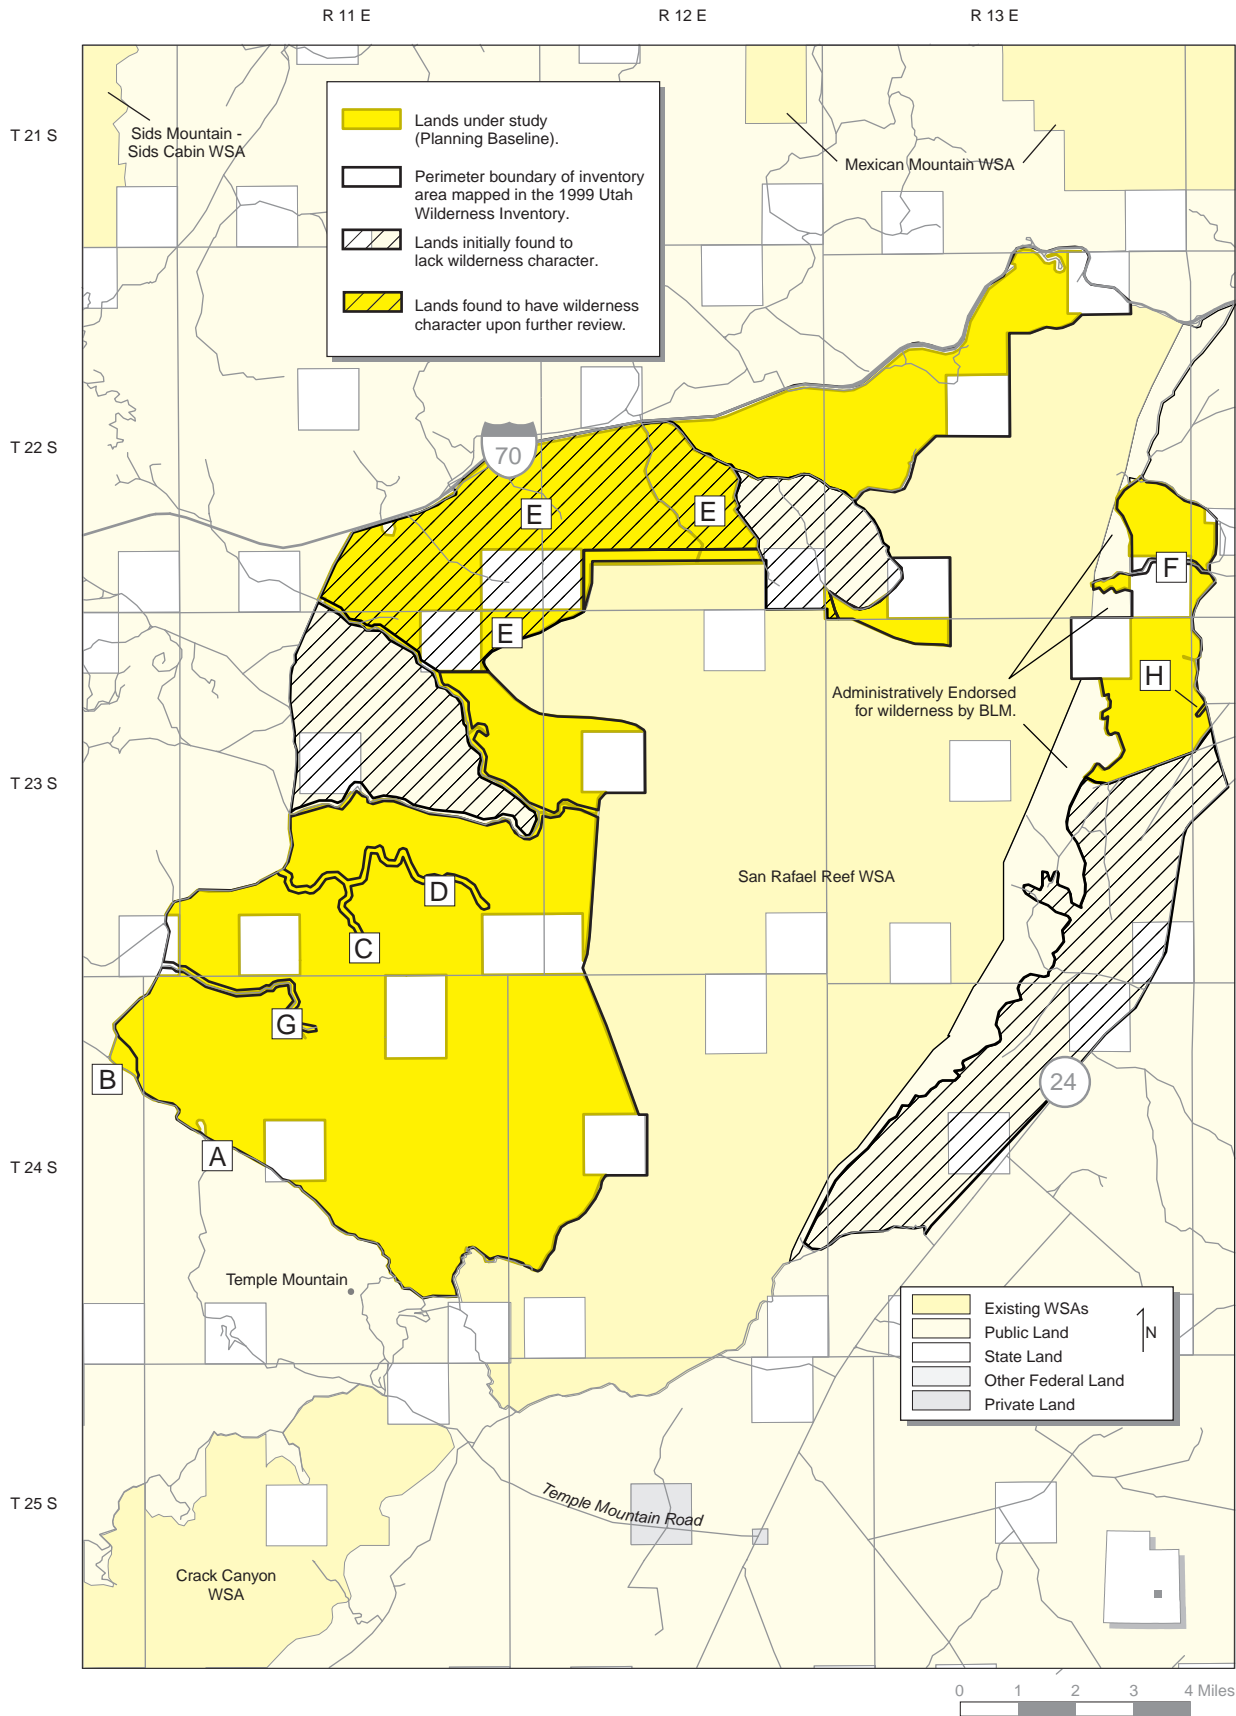 R 11 E
R 12 E
R 13 E
T 21 S
T 22 S
T 23 S
T 24 S
T 25 S
Sids Mountain -
Sids Cabin WSA
Lands under study
(Planning Baseline).
Perimeter boundary of inventory
area mapped in the 1999 Utah
Wilderness Inventory.
Lands initially found to
lack wilderness character.
Lands found to have wilderness
character upon further review.
Mexican Mountain WSA
70
E
E
E
F
H
Administratively Endorsed
for wilderness by BLM.
San Rafael Reef WSA
D
C
G
B
A
24
Temple Mountain
Existing WSAs
Public Land
State Land
Other Federal Land
Private Land
N
Temple Mountain Road
Crack Canyon
WSA
0
1
2
3
4 Miles